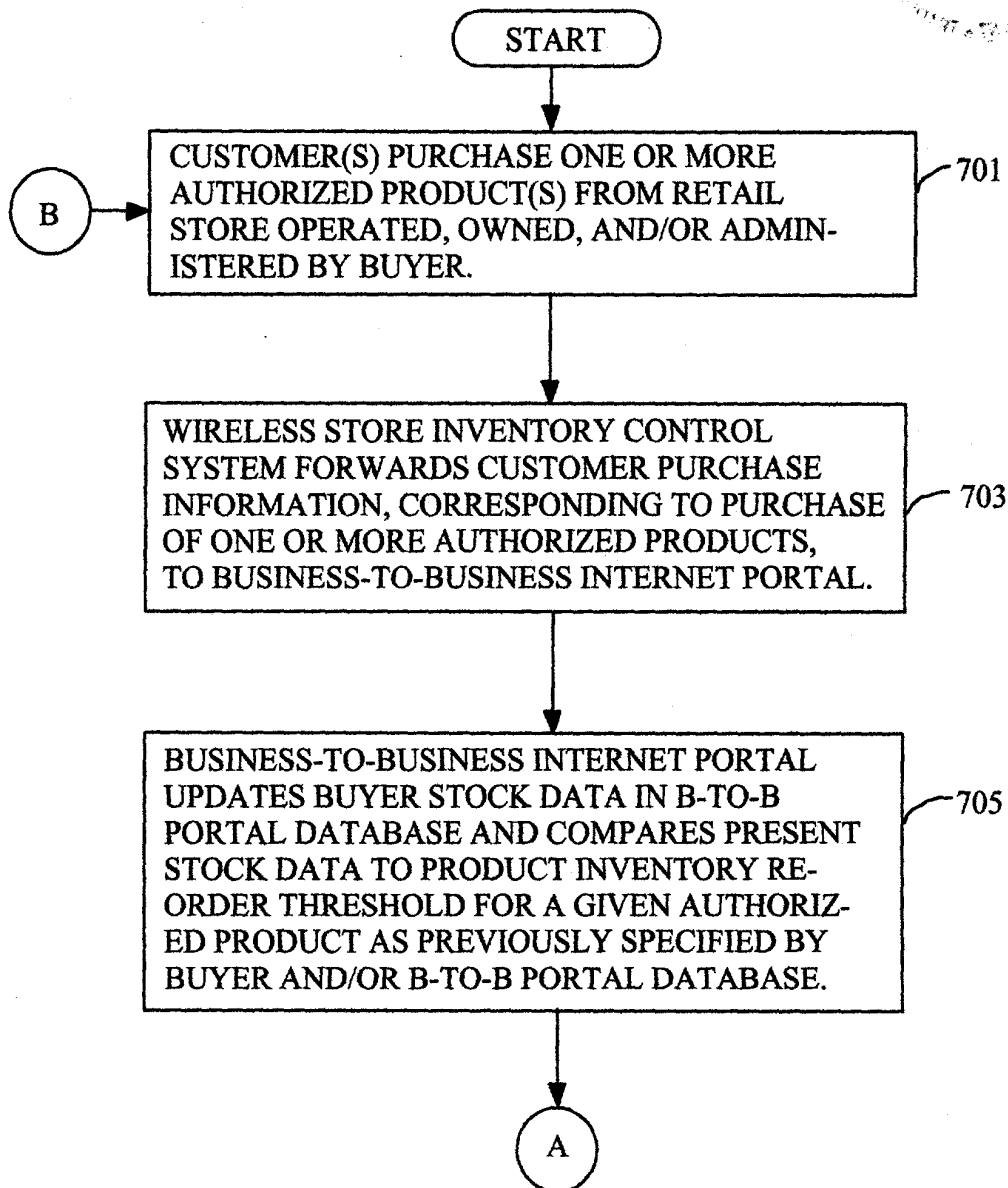 START
CUSTOMER(S) PURCHASE ONE OR MORE
AUTHORIZED PRODUCT(S) FROM RETAIL
STORE OPERATED, OWNED, AND/OR ADMIN-
ISTERED BY BUYER.
701
B
WIRELESS STORE INVENTORY CONTROL
SYSTEM FORWARDS CUSTOMER PURCHASE
INFORMATION, CORRESPONDING TO PURCHASE
OF ONE OR MORE AUTHORIZED PRODUCTS,
TO BUSINESS-TO-BUSINESS INTERNET PORTAL.
703
BUSINESS-TO-BUSINESS INTERNET PORTAL
UPDATES BUYER STOCK DATA IN B-TO-B
PORTAL DATABASE AND COMPARES PRESENT
STOCK DATA TO PRODUCT INVENTORY RE-
ORDER THRESHOLD FOR A GIVEN AUTHORIZ-
ED PRODUCT AS PREVIOUSLY SPECIFIED BY
BUYER AND/OR B-TO-B PORTAL DATABASE.
705
A